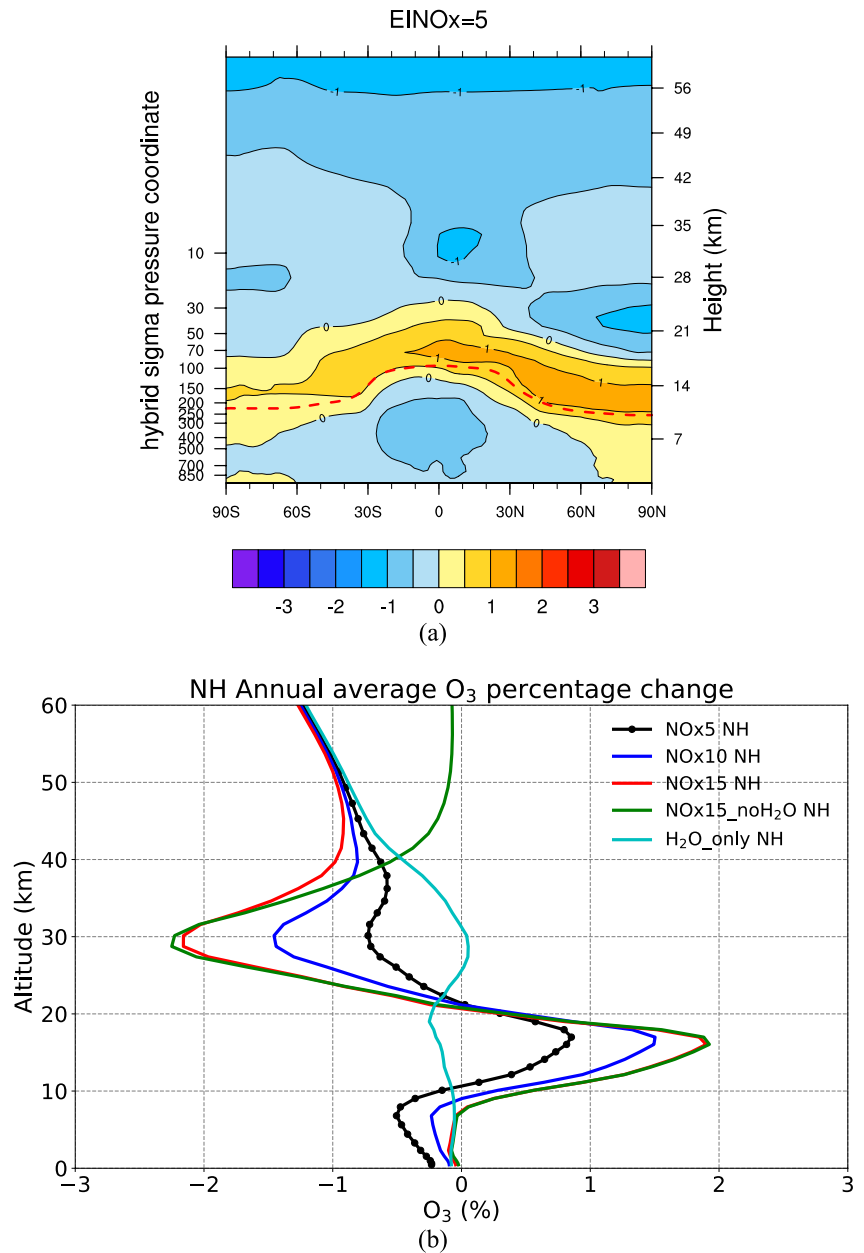 EINOx=5
hybrid sigma pressure coordinate
10
30
50
70
100
150
200
250
300
400
500
700
850
56
49
42
35
28
21
14
7
Height (km)
-1 -1 -1
-1
0 0 0
1 1 1
1 1
0
0 0
90S 60S 30S 0 30N 60N 90N
-3 -2 -1 0 1 2 3
(a)
NH Annual average O₃ percentage change
Altitude (km)
60
50
40
30
20
10
0
NOx5 NH
NOx10 NH
NOx15 NH
NOx15_noH₂O NH
H₂O_only NH
−3 −2 −1 0 1 2 3
O₃ (%)
(b)